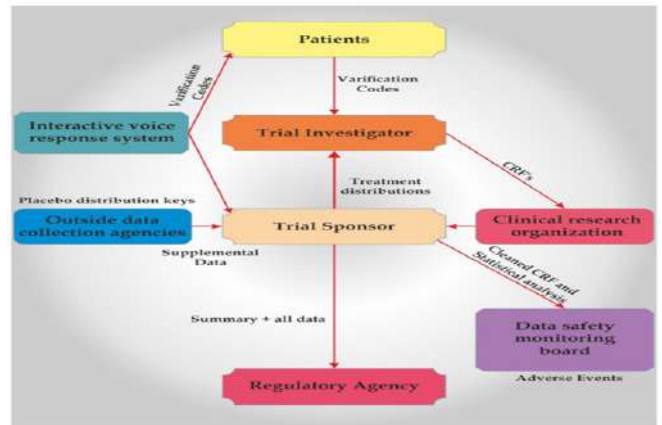 Patients
Varification
Codes
Varification
Codes
Interactive voice
response system
Trial Investigator
CRF's
Treatment
distributions
Placebo distribution keys
Outside data
collection agencies
Trial Sponsor
Clinical research
organization
Supplemental
Data
Cleaned CRF and
Statistical analysis
Summary + all data
Data safety
monitoring
board
Adverse Events
Regulatory Agency